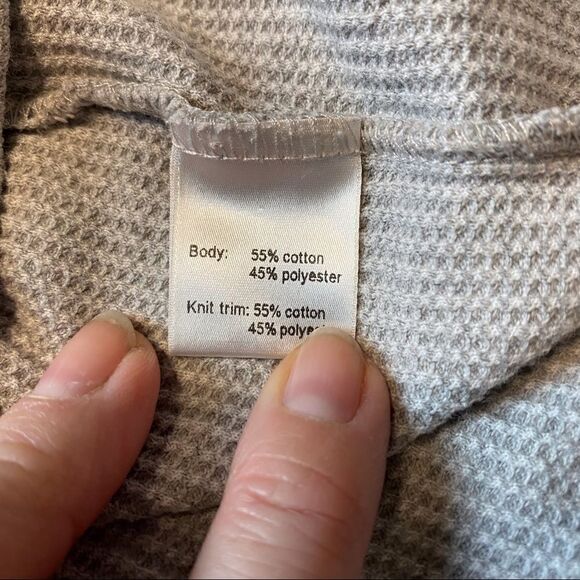 Body: 55% cotton
45% polyester
Knit trim: 55% cotton
45%